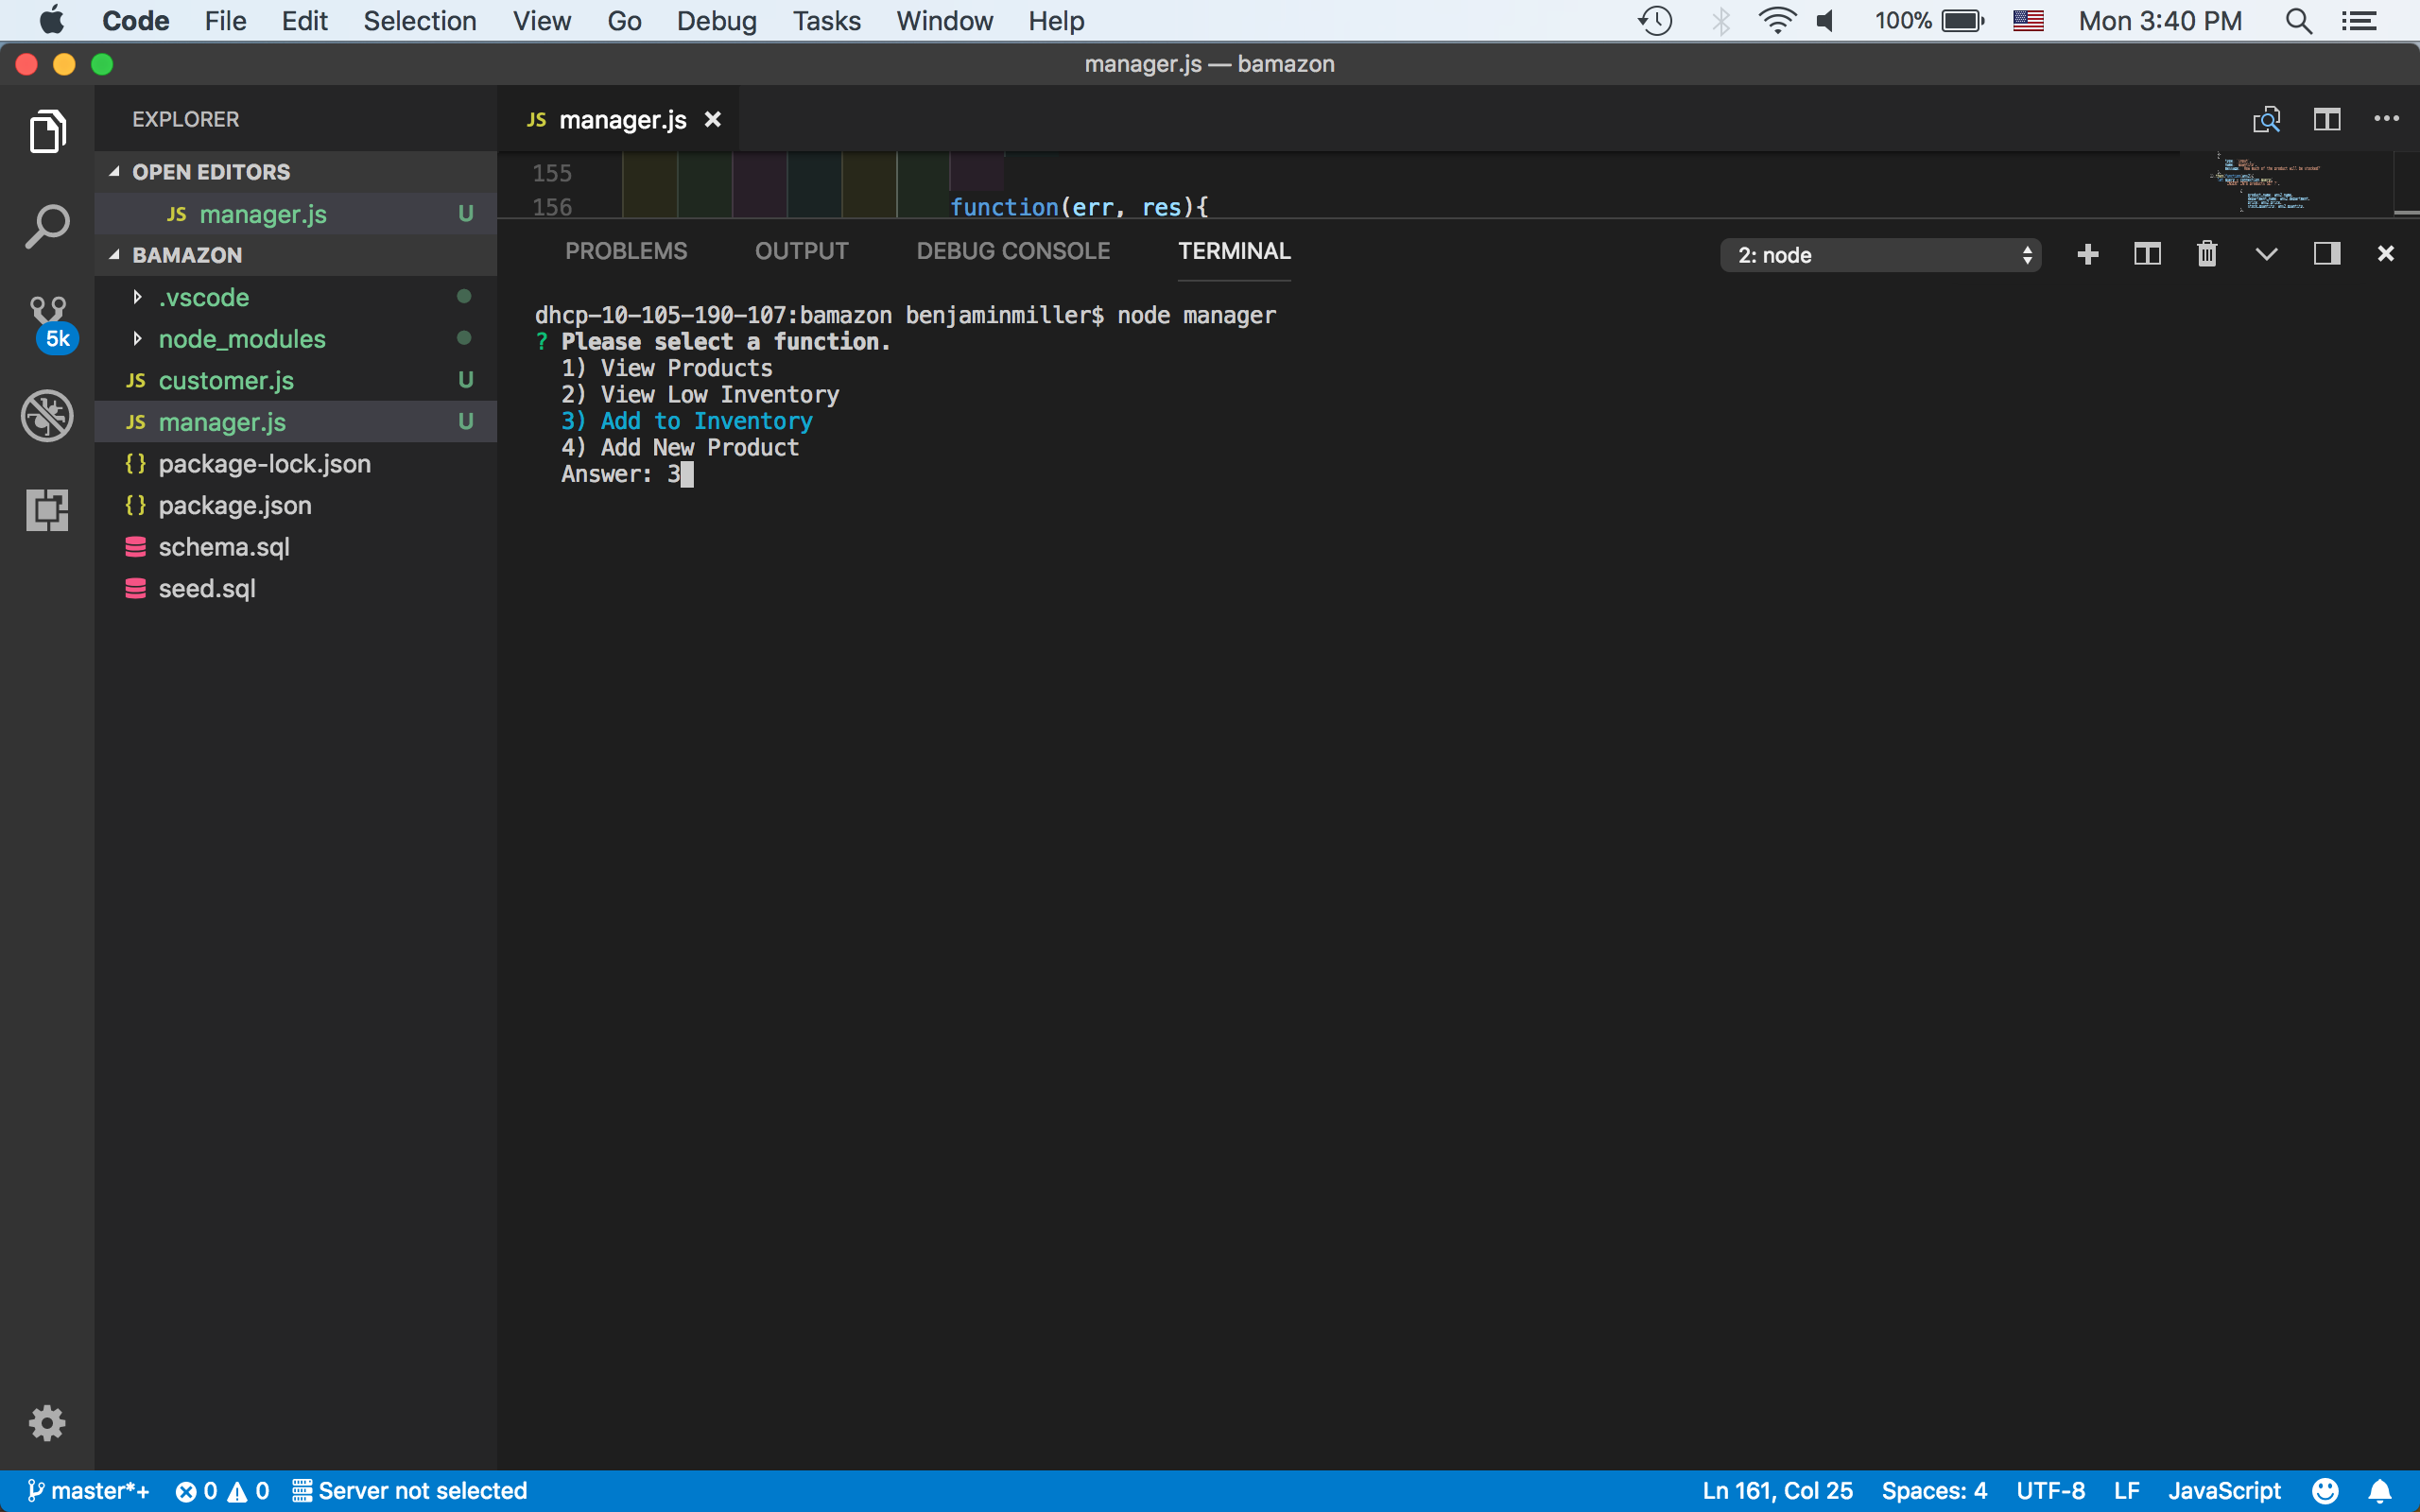 Code File Edit Selection View Go Debug Tasks Window Help 100% Mon 3:40 PM
manager.js — bamazon
EXPLORER
JS manager.js
OPEN EDITORS
JS manager.js U
BAMAZON
.vscode
node_modules
JS customer.js U
JS manager.js U
{} package-lock.json
{} package.json
schema.sql
seed.sql
5k
155
156 function(err, res){
PROBLEMS OUTPUT DEBUG CONSOLE TERMINAL 2: node
dhcp-10-105-190-107:bamazon benjaminmiller$ node manager
? Please select a function.
1) View Products
2) View Low Inventory
3) Add to Inventory
4) Add New Product
Answer: 3
master*+ 0 0 Server not selected Ln 161, Col 25 Spaces: 4 UTF-8 LF JavaScript